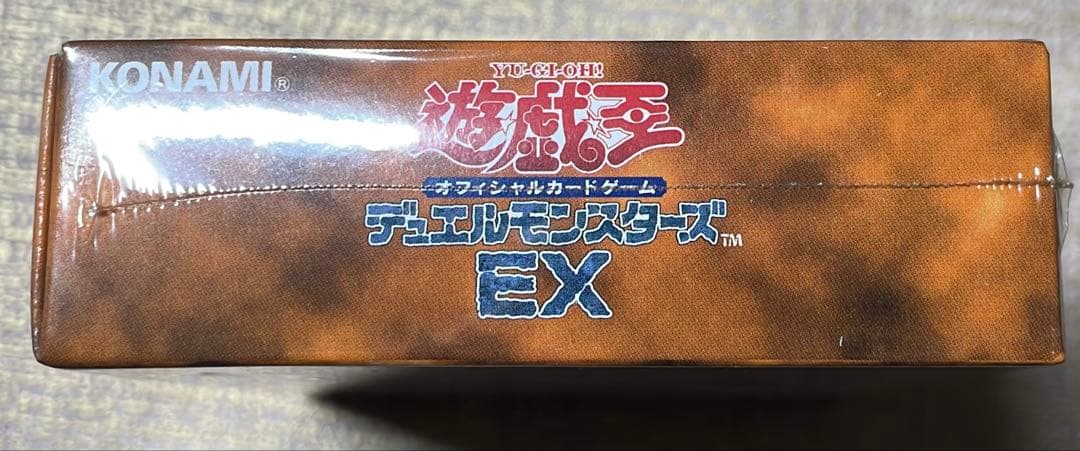 KONAMI®
YU-GI-OH!
遊戯王
オフィシャルカードゲーム
デュエルモンスターズ™
EX